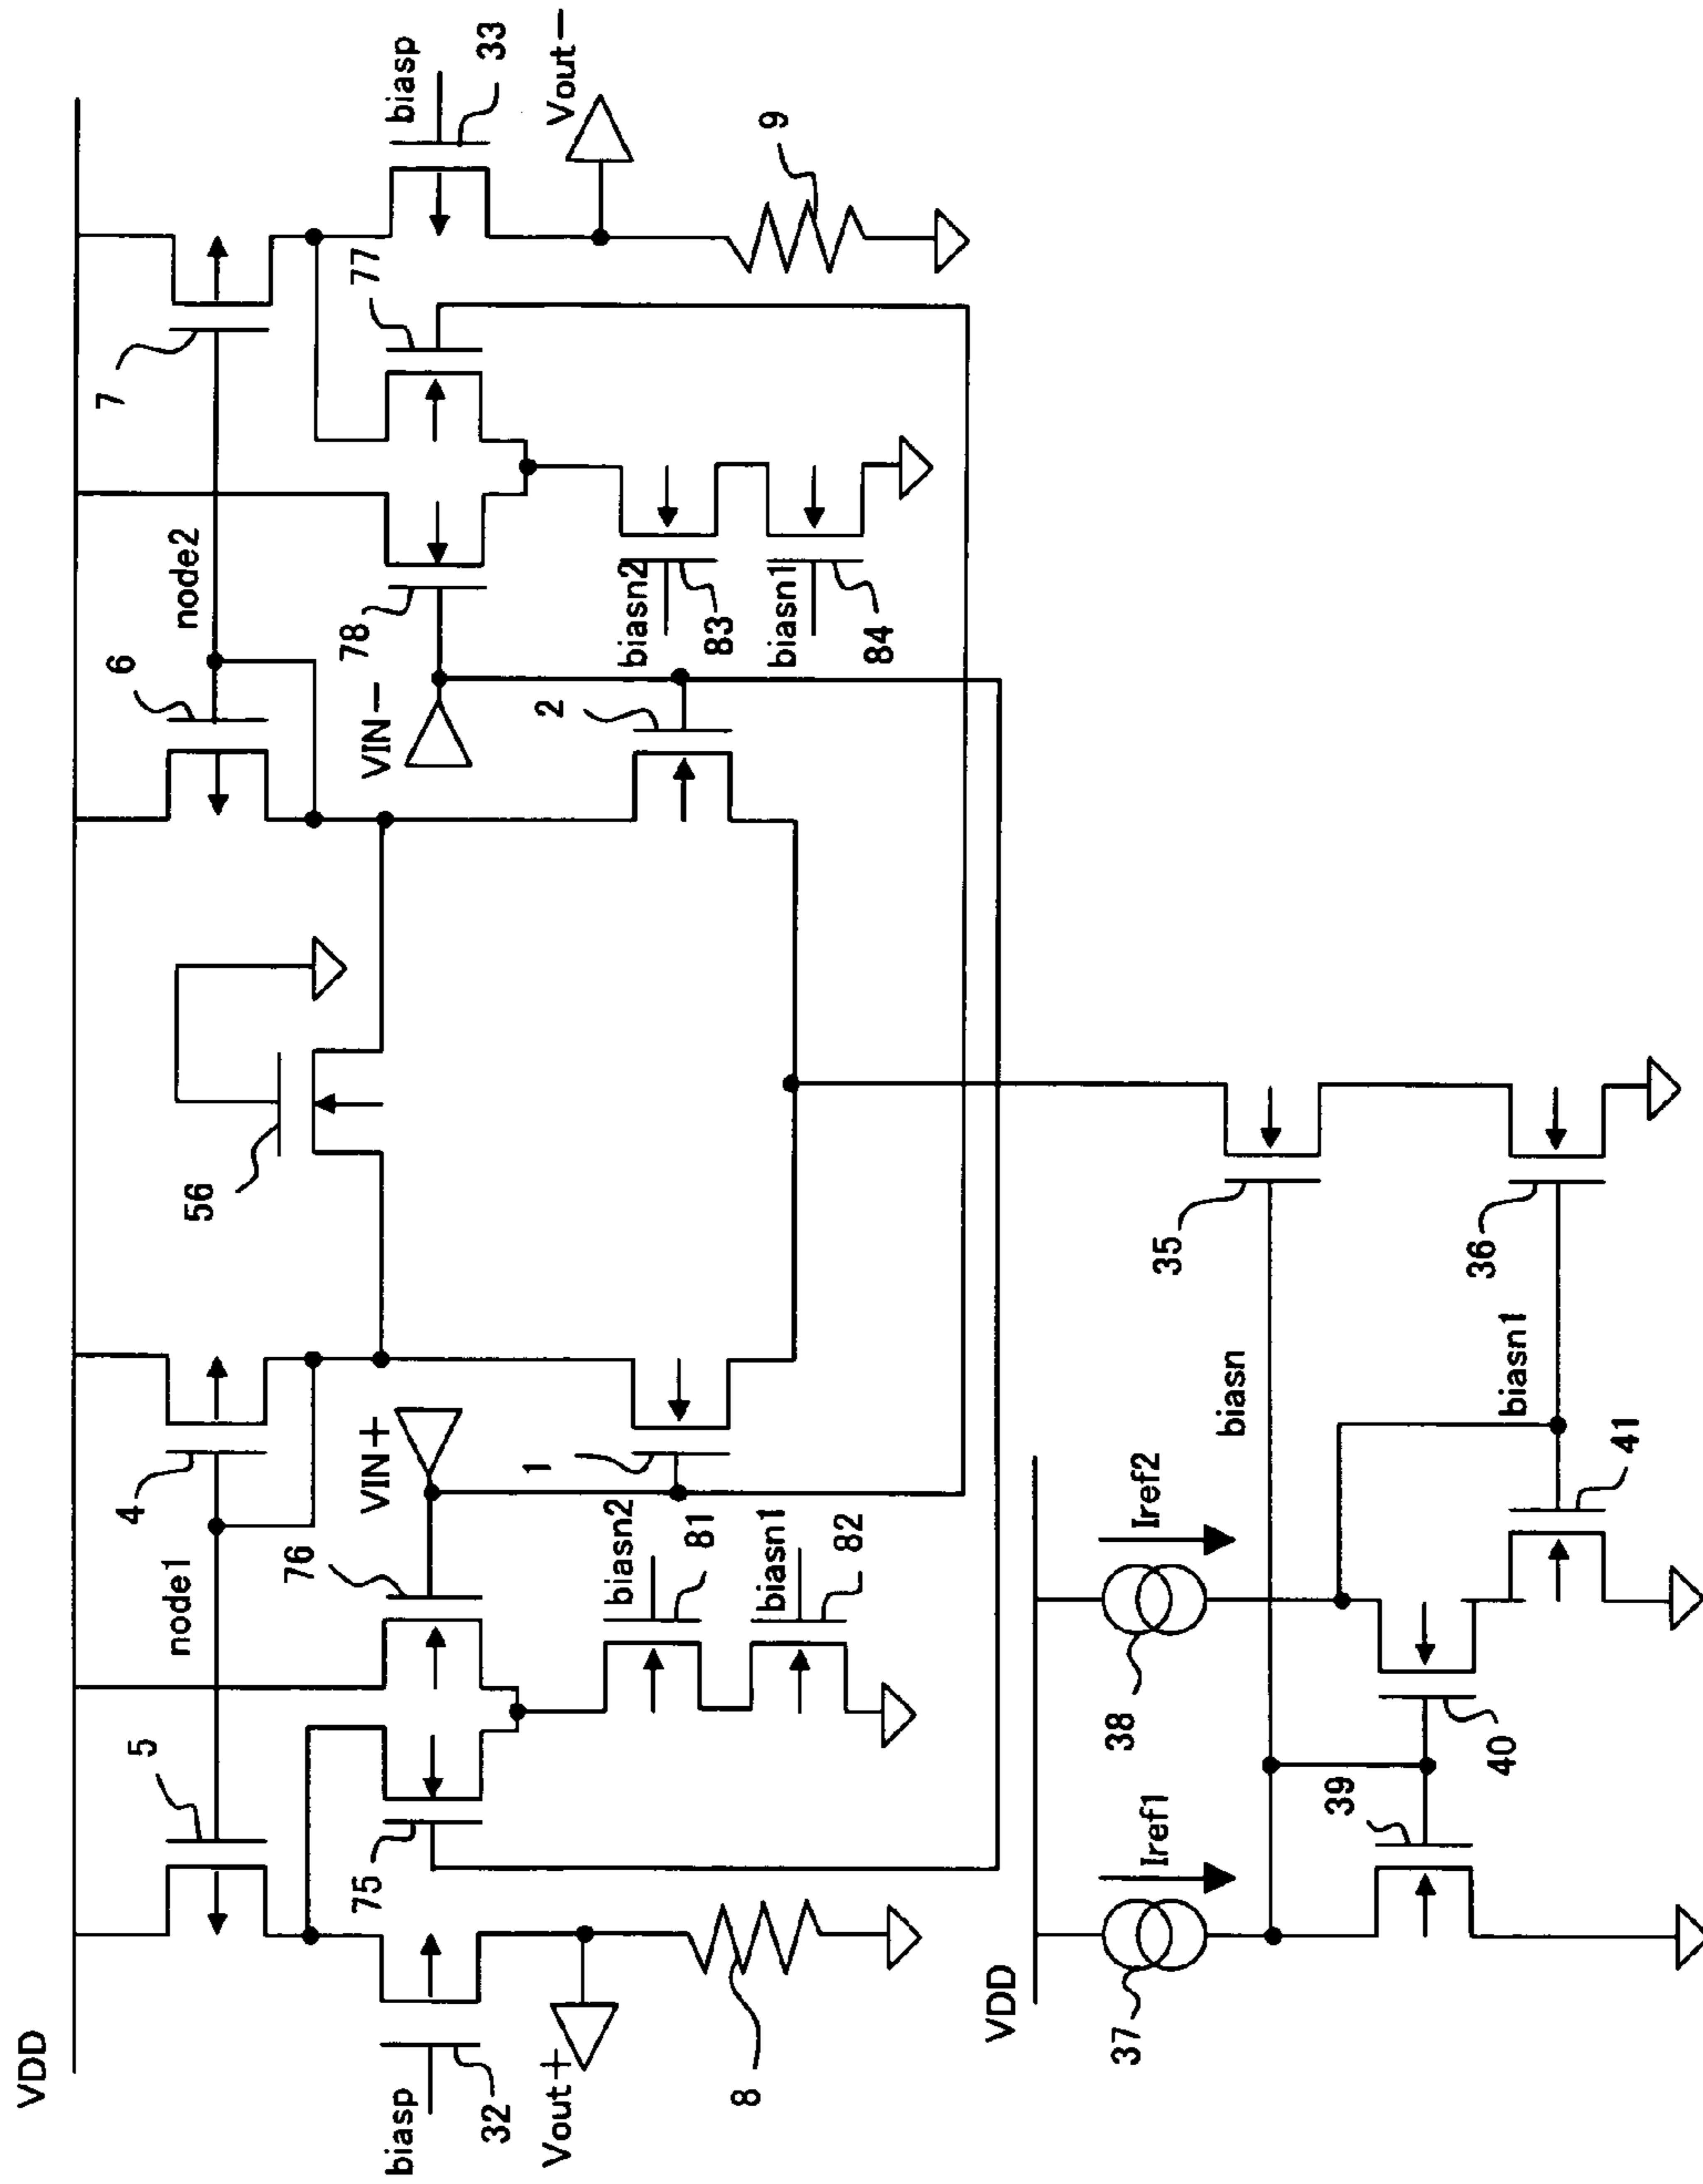 VDD
5
4
6
7
node1
56
node2
76
75
VIN+
VIN−
78
77
biasp
biasp
32
33
Vout+
1
2
Vout−
biasn2
biasn2
81
83
8
biasn1
biasn1
9
82
84
VDD
37
Iref1
38
Iref2
35
biasn
39
40
biasn1
36
41